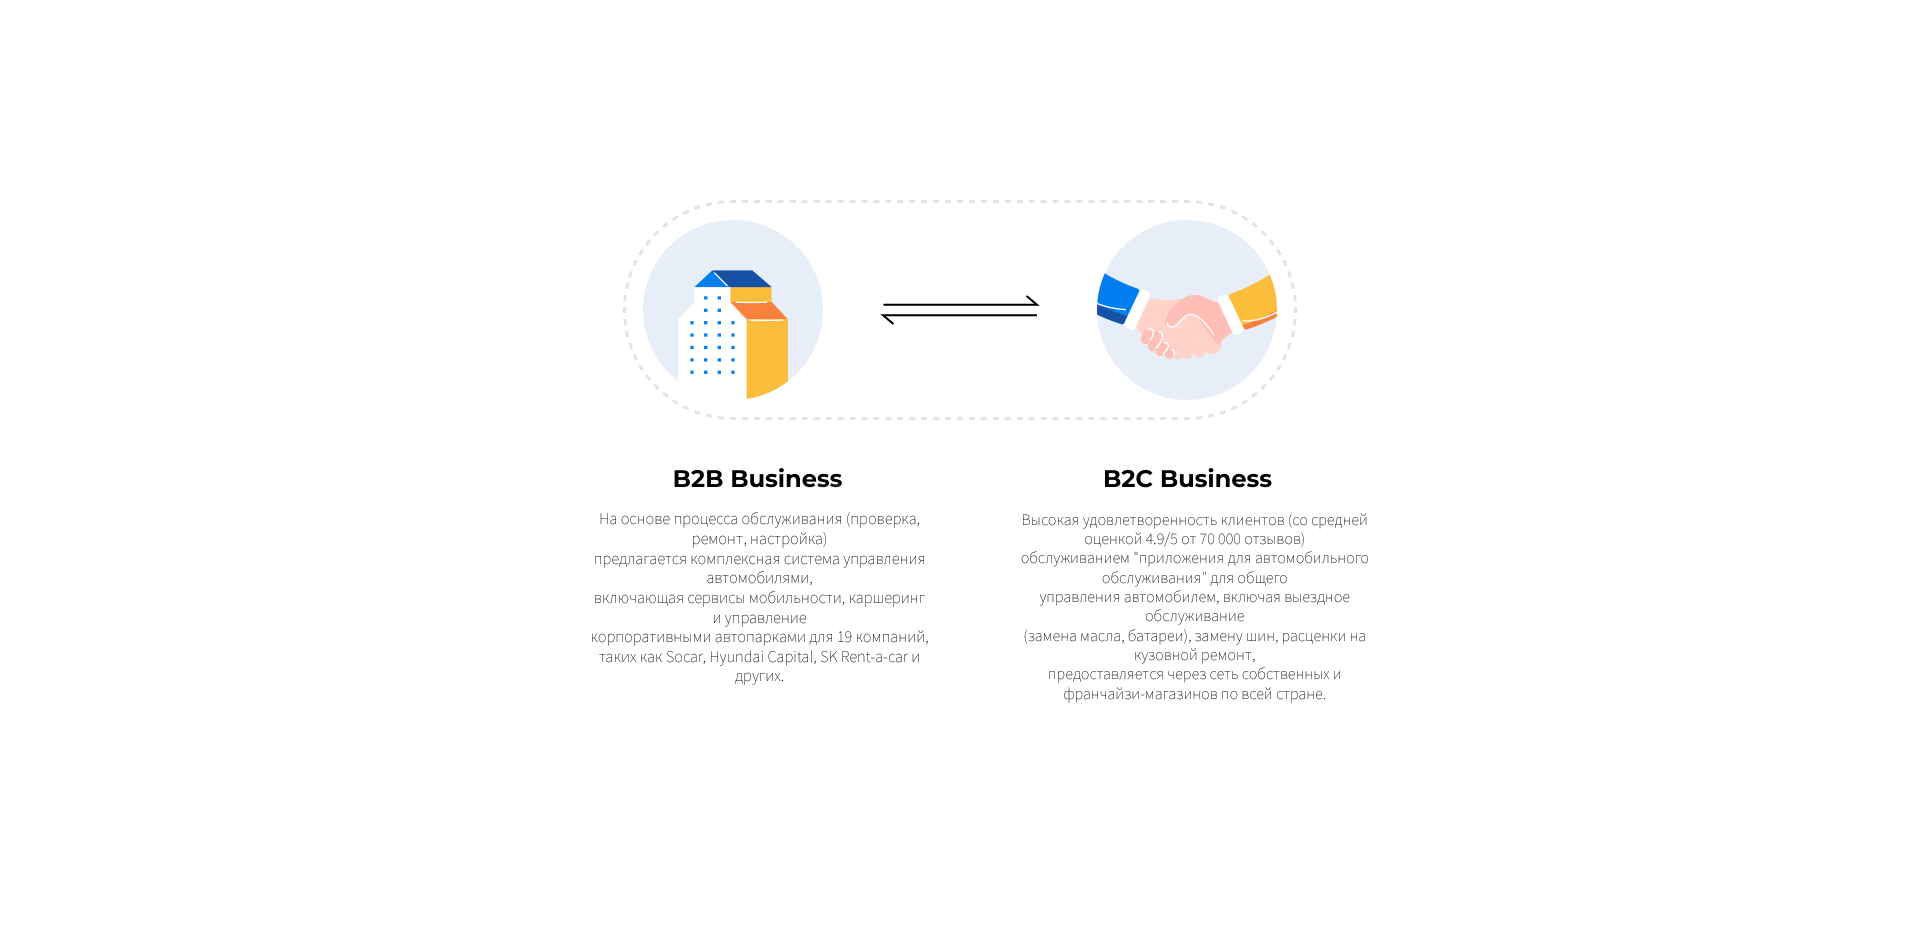 B2B Business
На основе процесса обслуживания (проверка,
ремонт, настройка)
предлагается комплексная система управления
автомобилями,
включающая сервисы мобильности, каршеринг
и управление
корпоративными автопарками для 19 компаний,
таких как Socar, Hyundai Capital, SK Rent-a-car и
других.
B2C Business
Высокая удовлетворенность клиентов (со средней
оценкой 4.9/5 от 70 000 отзывов)
обслуживанием "приложения для автомобильного
обслуживания" для общего
управления автомобилем, включая выездное
обслуживание
(замена масла, батареи), замену шин, расценки на
кузовной ремонт,
предоставляется через сеть собственных и
франчайзи-магазинов по всей стране.